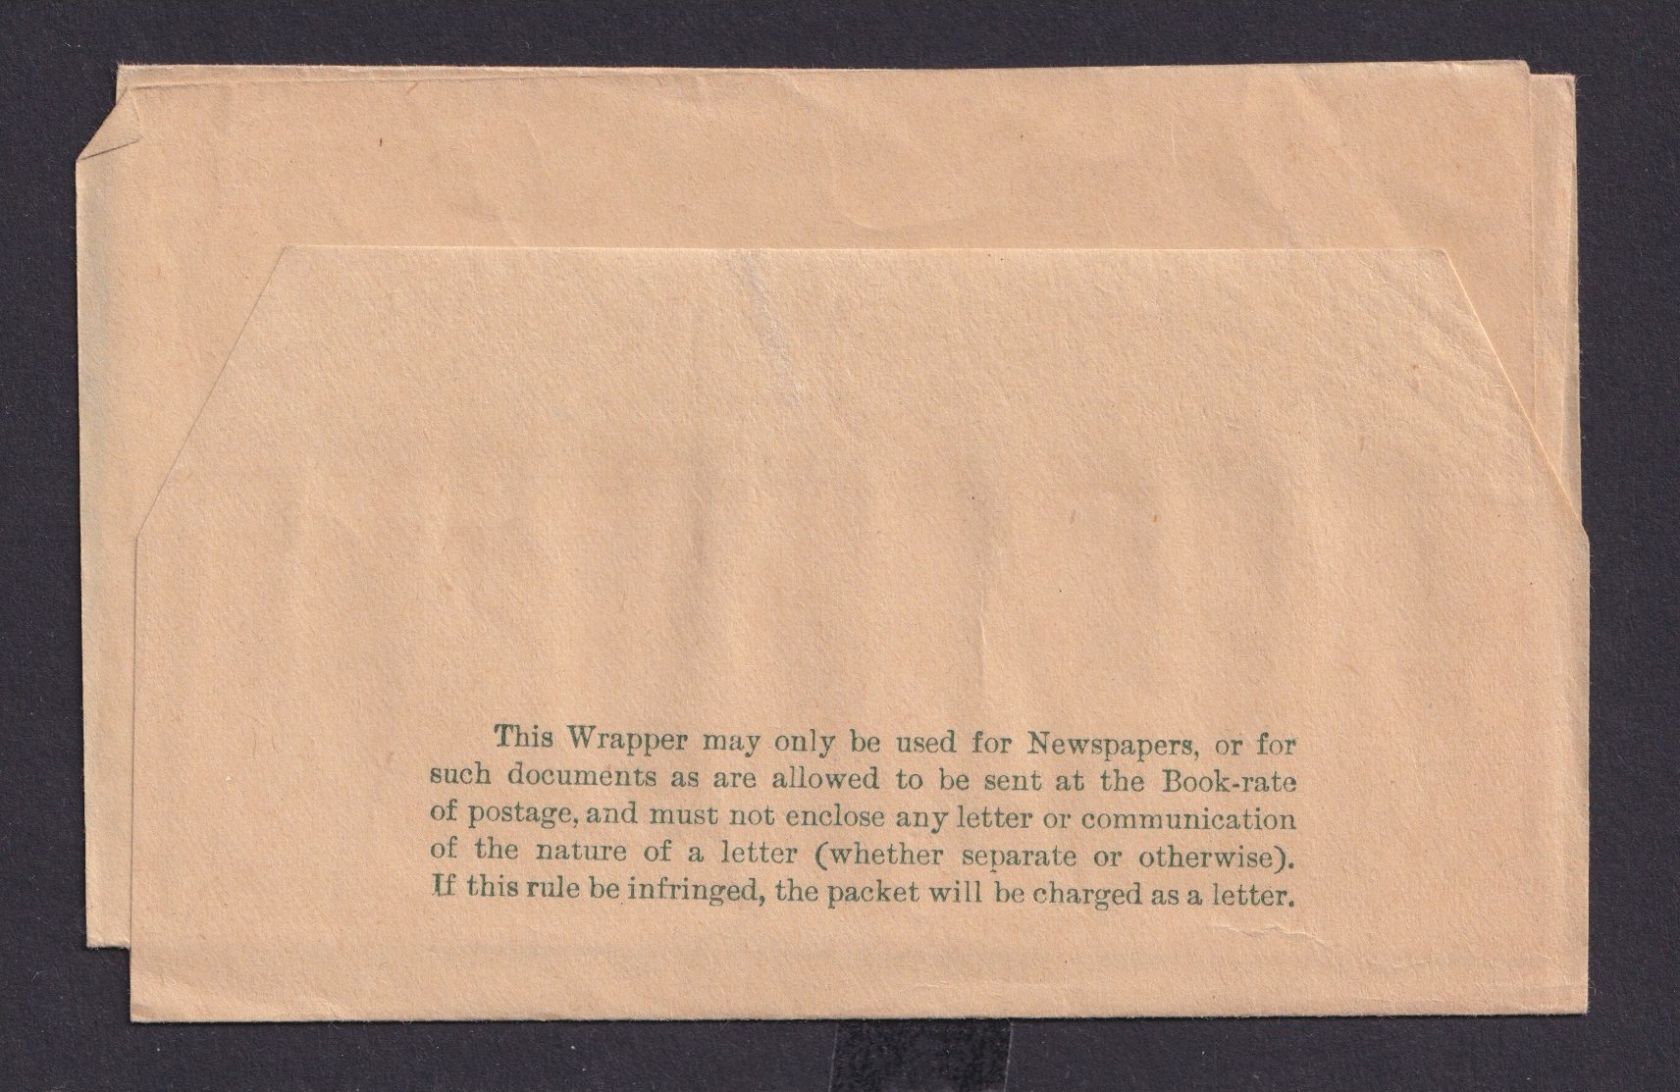 This Wrapper may only be used for Newspapers, or for
such documents as are allowed to be sent at the Book-rate
of postage, and must not enclose any letter or communication
of the nature of a letter (whether separate or otherwise).
If this rule be infringed, the packet will be charged as a letter.